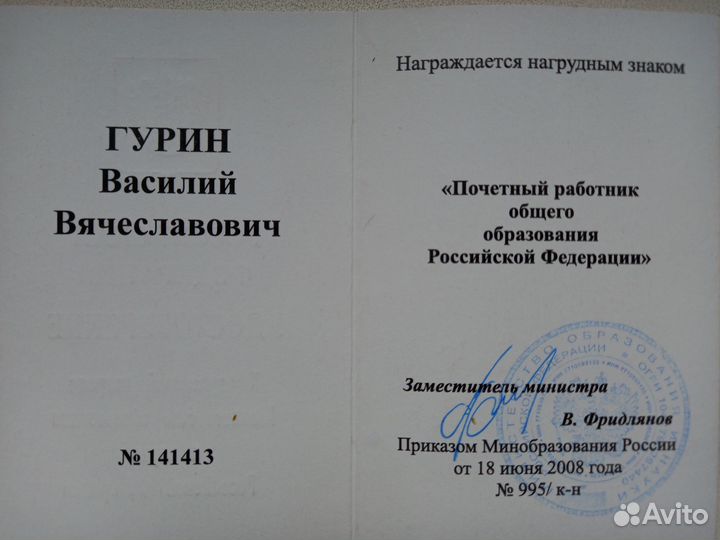 ГУРИН
Василий
Вячеславович
№ 141413
Награждается нагрудным знаком
«Почетный работник
общего
образования
Российской Федерации»
Заместитель министра
В. Фридлянов
Приказом Минобразования России
от 18 июня 2008 года
№ 995/ к-н
Avito